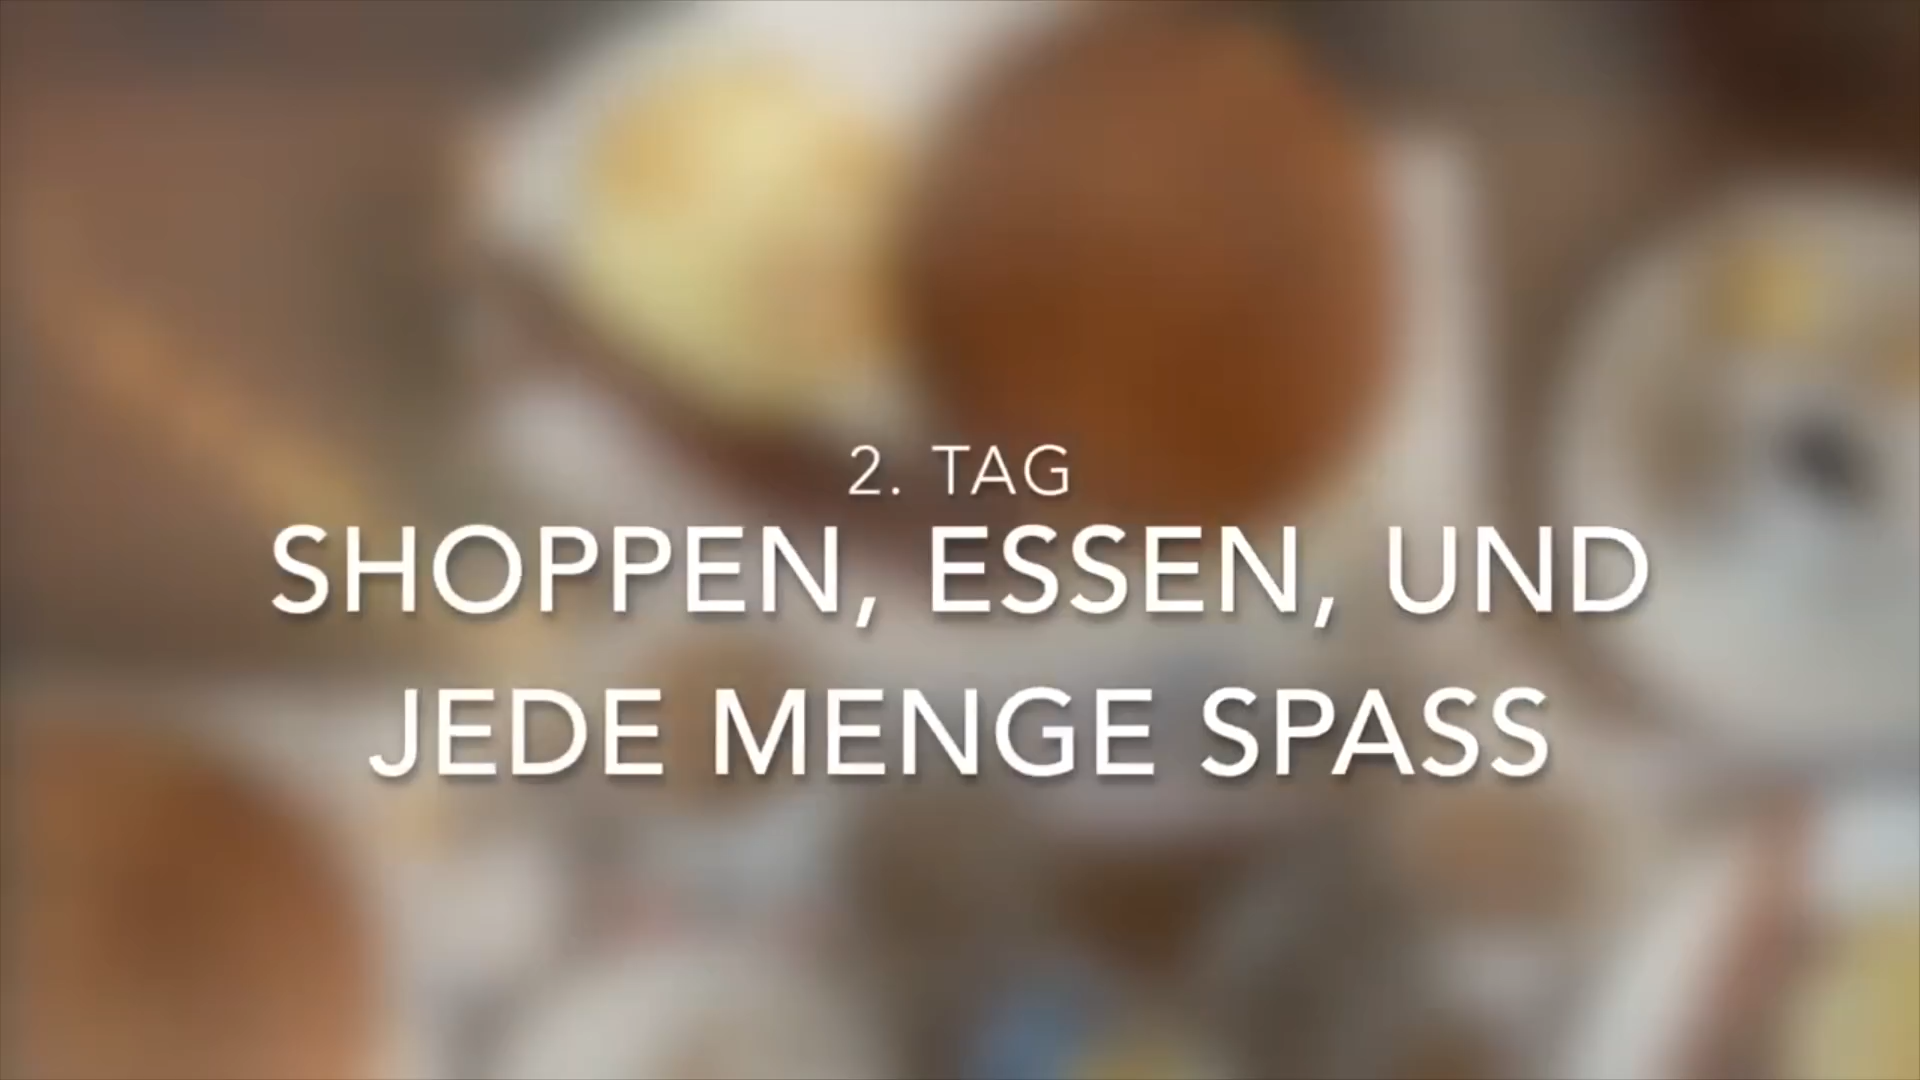 2. TAG
SHOPPEN, ESSEN, UND
JEDE MENGE SPASS